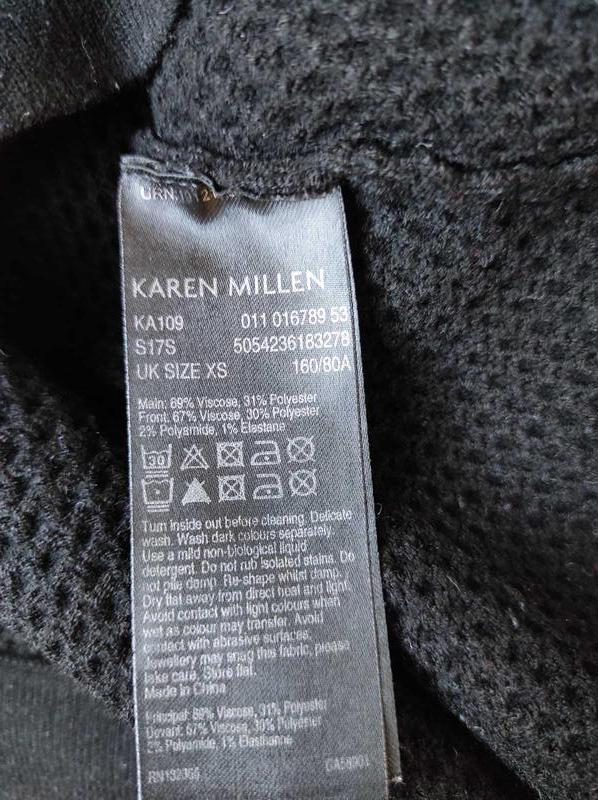 URN
KAREN MILLEN
KA109 011 016789 53
S17S 5054236183278
UK SIZE XS 160/80A
Main: 69% Viscose, 31% Polyester
Front: 67% Viscose, 30% Polyester
2% Polyamide, 1% Elastane
30
Turn inside out before cleaning. Delicate
wash. Wash dark colours separately.
Use a mild non-biological liquid
detergent. Do not rub isolated stains. Do
not pile damp. Re-shape whilst damp.
Dry flat away from direct heat and light.
Avoid contact with light colours when
wet as colour may transfer. Avoid
contact with abrasive surfaces.
Jewellery may snag this fabric, please
take care. Store flat.
Made in China
Principal: 69% Viscose, 31% Polyester
Devant: 67% Viscose, 30% Polyester
2% Polyamide, 1% Elasthanne